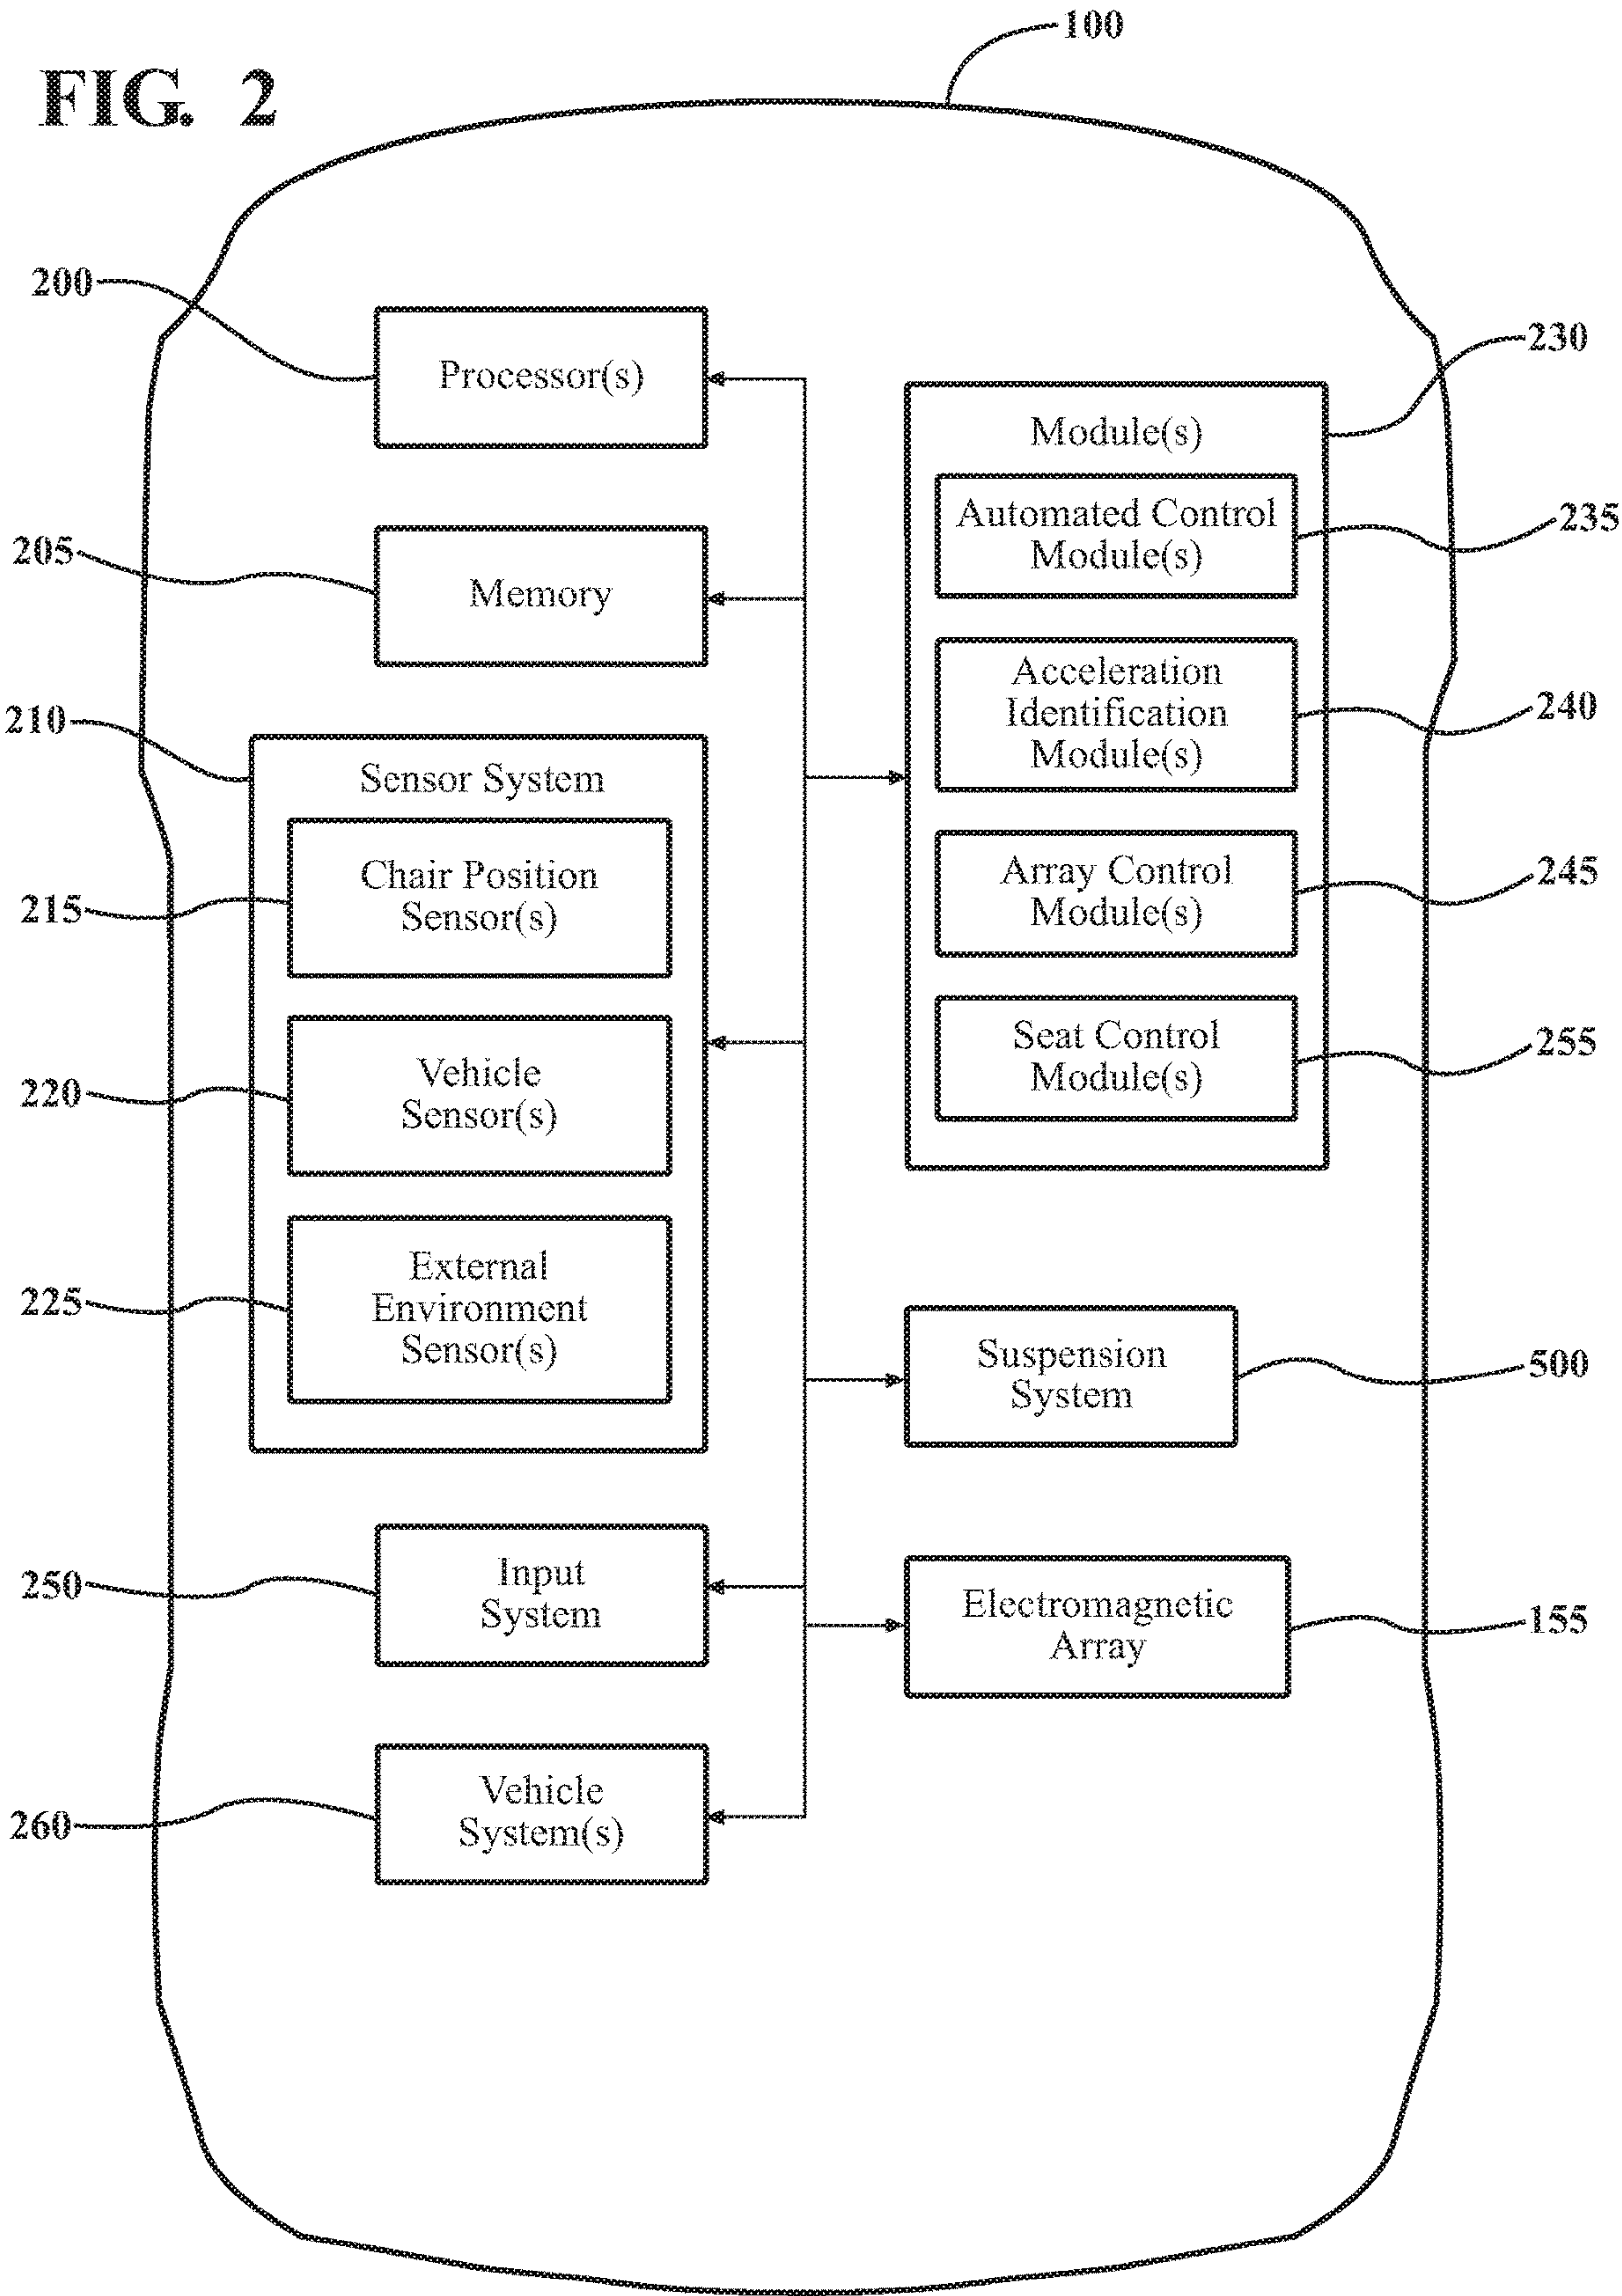 FIG. 2
100
200
Processor(s)
205
Memory
210
Sensor System
Chair Position
Sensor(s)
215
Vehicle
Sensor(s)
220
External
Environment
Sensor(s)
225
Input
System
250
Vehicle
System(s)
260
230
Module(s)
Automated Control
Module(s)
235
Acceleration
Identification
Module(s)
240
Array Control
Module(s)
245
Seat Control
Module(s)
255
Suspension
System
500
Electromagnetic
Array
155